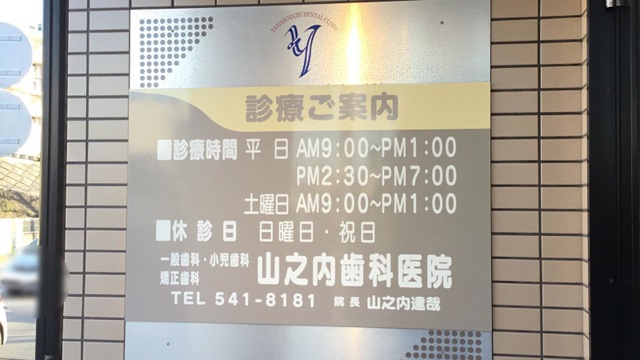 YAMANOUCHI DENTAL CLINIC
診療ご案内
■診療時間 平 日 AM9:00~PM1:00
PM2:30~PM7:00
土曜日 AM9:00~PM1:00
■休 診 日 日曜日・祝日
一般歯科・小児歯科
矯正歯科
山之内歯科医院
TEL 541-8181 院 長 山之内達哉